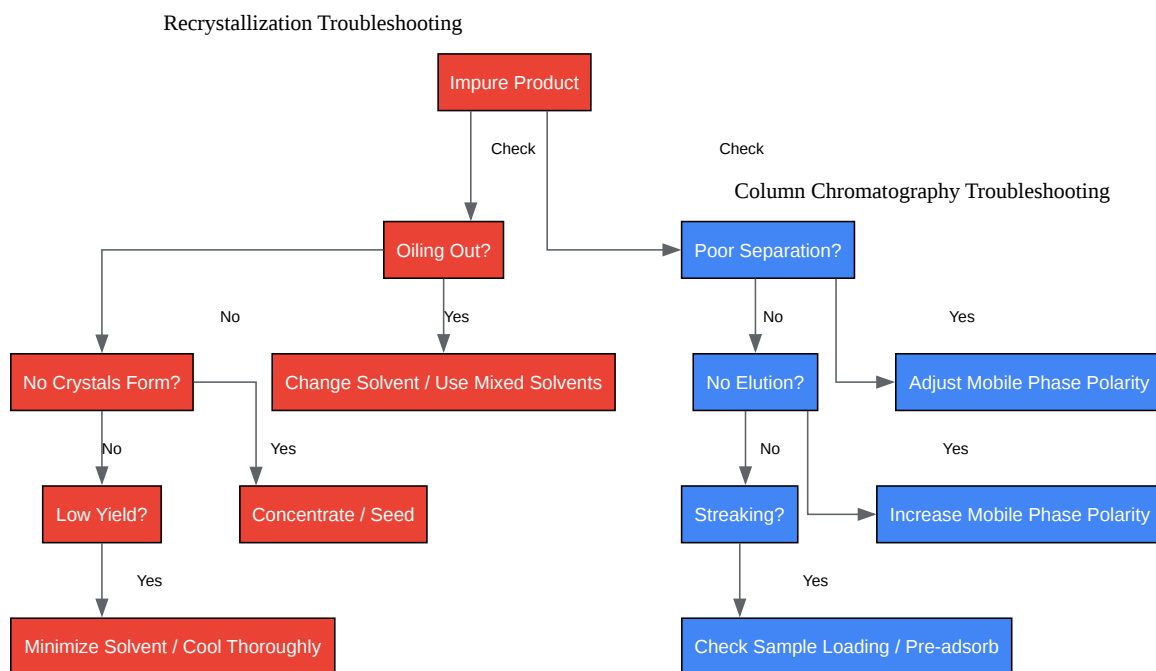 Recrystallization Troubleshooting
Impure Product
Check
Check
Column Chromatography Troubleshooting
Oiling Out?
Poor Separation?
No
Yes
No
Yes
No Crystals Form?
Change Solvent / Use Mixed Solvents
No Elution?
Adjust Mobile Phase Polarity
No
Yes
No
Yes
Low Yield?
Concentrate / Seed
Streaking?
Increase Mobile Phase Polarity
Yes
Yes
Minimize Solvent / Cool Thoroughly
Check Sample Loading / Pre-adsorb